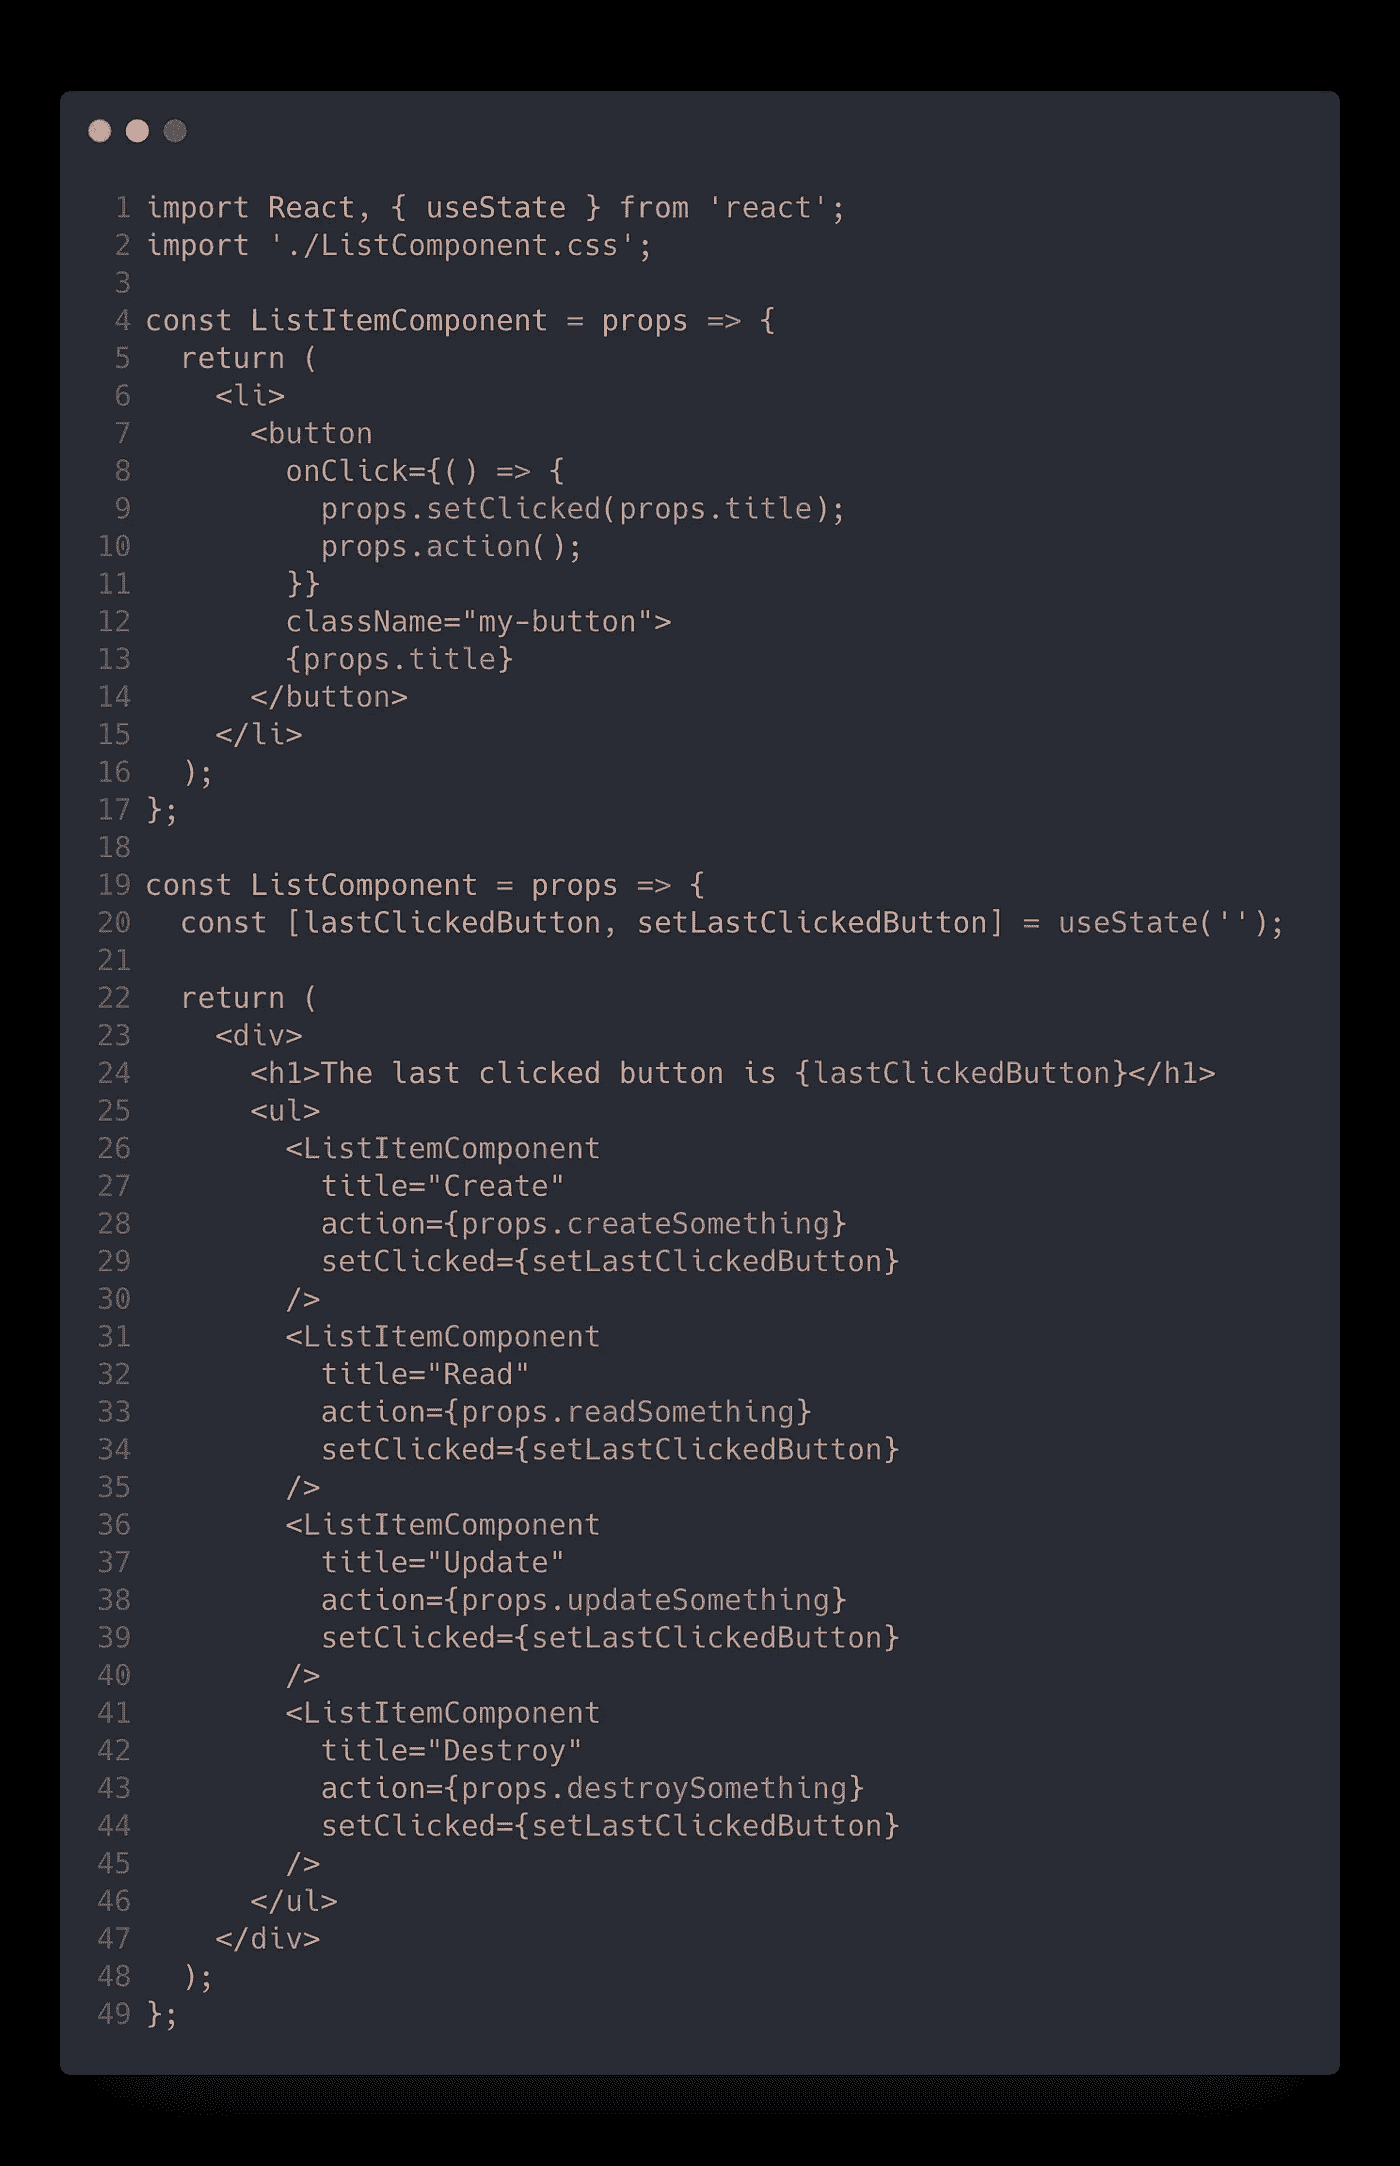 1 import React, { useState } from 'react';
2 import './ListComponent.css';
3
4 const ListItemComponent = props => {
5   return (
6     <li>
7       <button
8         onClick={() => {
9           props.setClicked(props.title);
10           props.action();
11         }}
12         className="my-button">
13         {props.title}
14       </button>
15     </li>
16   );
17 };
18
19 const ListComponent = props => {
20   const [lastClickedButton, setLastClickedButton] = useState('');
21
22   return (
23     <div>
24       <h1>The last clicked button is {lastClickedButton}</h1>
25       <ul>
26         <ListItemComponent
27           title="Create"
28           action={props.createSomething}
29           setClicked={setLastClickedButton}
30         />
31         <ListItemComponent
32           title="Read"
33           action={props.readSomething}
34           setClicked={setLastClickedButton}
35         />
36         <ListItemComponent
37           title="Update"
38           action={props.updateSomething}
39           setClicked={setLastClickedButton}
40         />
41         <ListItemComponent
42           title="Destroy"
43           action={props.destroySomething}
44           setClicked={setLastClickedButton}
45         />
46       </ul>
47     </div>
48   );
49 };